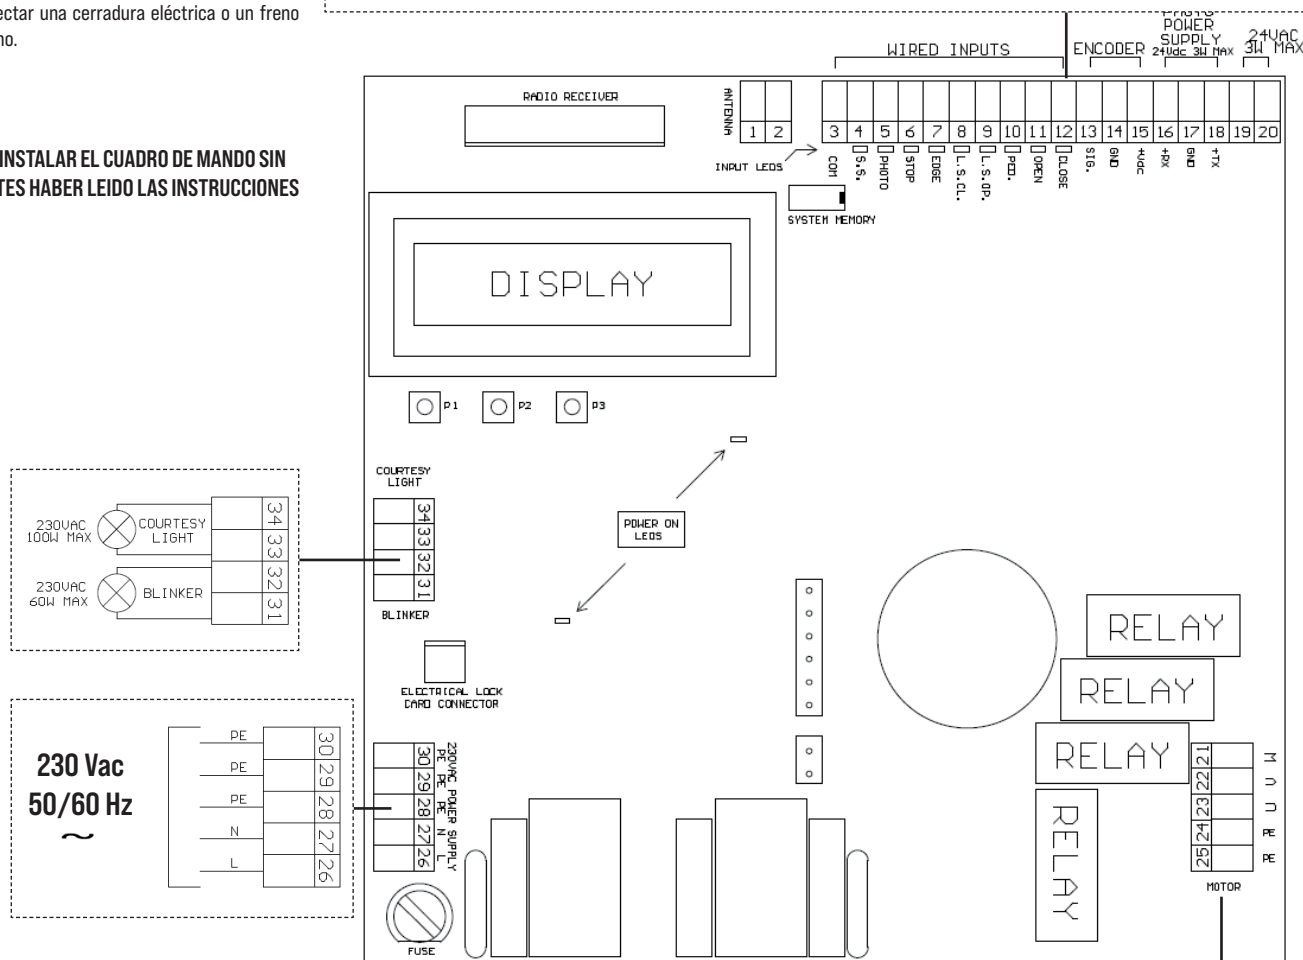 ectar una cerradura eléctrica o un freno
no.
INSTALAR EL CUADRO DE MANDO SIN
TES HABER LEIDO LAS INSTRUCCIONES
WIRED INPUTS
ENCODER
POWER
SUPPLY
24Vdc 3W MAX
24VAC
3W MAX
RADIO RECEIVER
ANTENNA
1 2
3 4 5 6 7 8 9 10 11 12 13 14 15 16 17 18 19 20
INPUT LEDS
COM
S.S.
PHOTO
STOP
EDGE
L.S.CL.
L.S.OP.
PED.
OPEN
CLOSE
SIG.
GND
+Vdc
+RX
GND
+TX
SYSTEM MEMORY
DISPLAY
P1
P2
P3
COURTESY
LIGHT
34
33
32
31
BLINKER
POWER ON
LEDS
230VAC
100W MAX
COURTESY
LIGHT
230VAC
60W MAX
BLINKER
34
33
32
31
ELECTRICAL LOCK
CARD CONNECTOR
230 Vac
50/60 Hz
~
PE
PE
PE
N
L
30
29
28
27
26
30
29
28
27
26
PE
PE
PE
N
L
230VAC POWER SUPPLY
FUSE
RELAY
RELAY
RELAY
RELAY
21
22
23
24
25
PE
PE
MOTOR